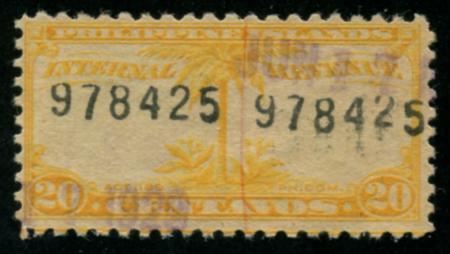 PHILIPPINE ISLANDS
INTERNAL REVENUE.
978425 978425
20 CENTAVOS 20